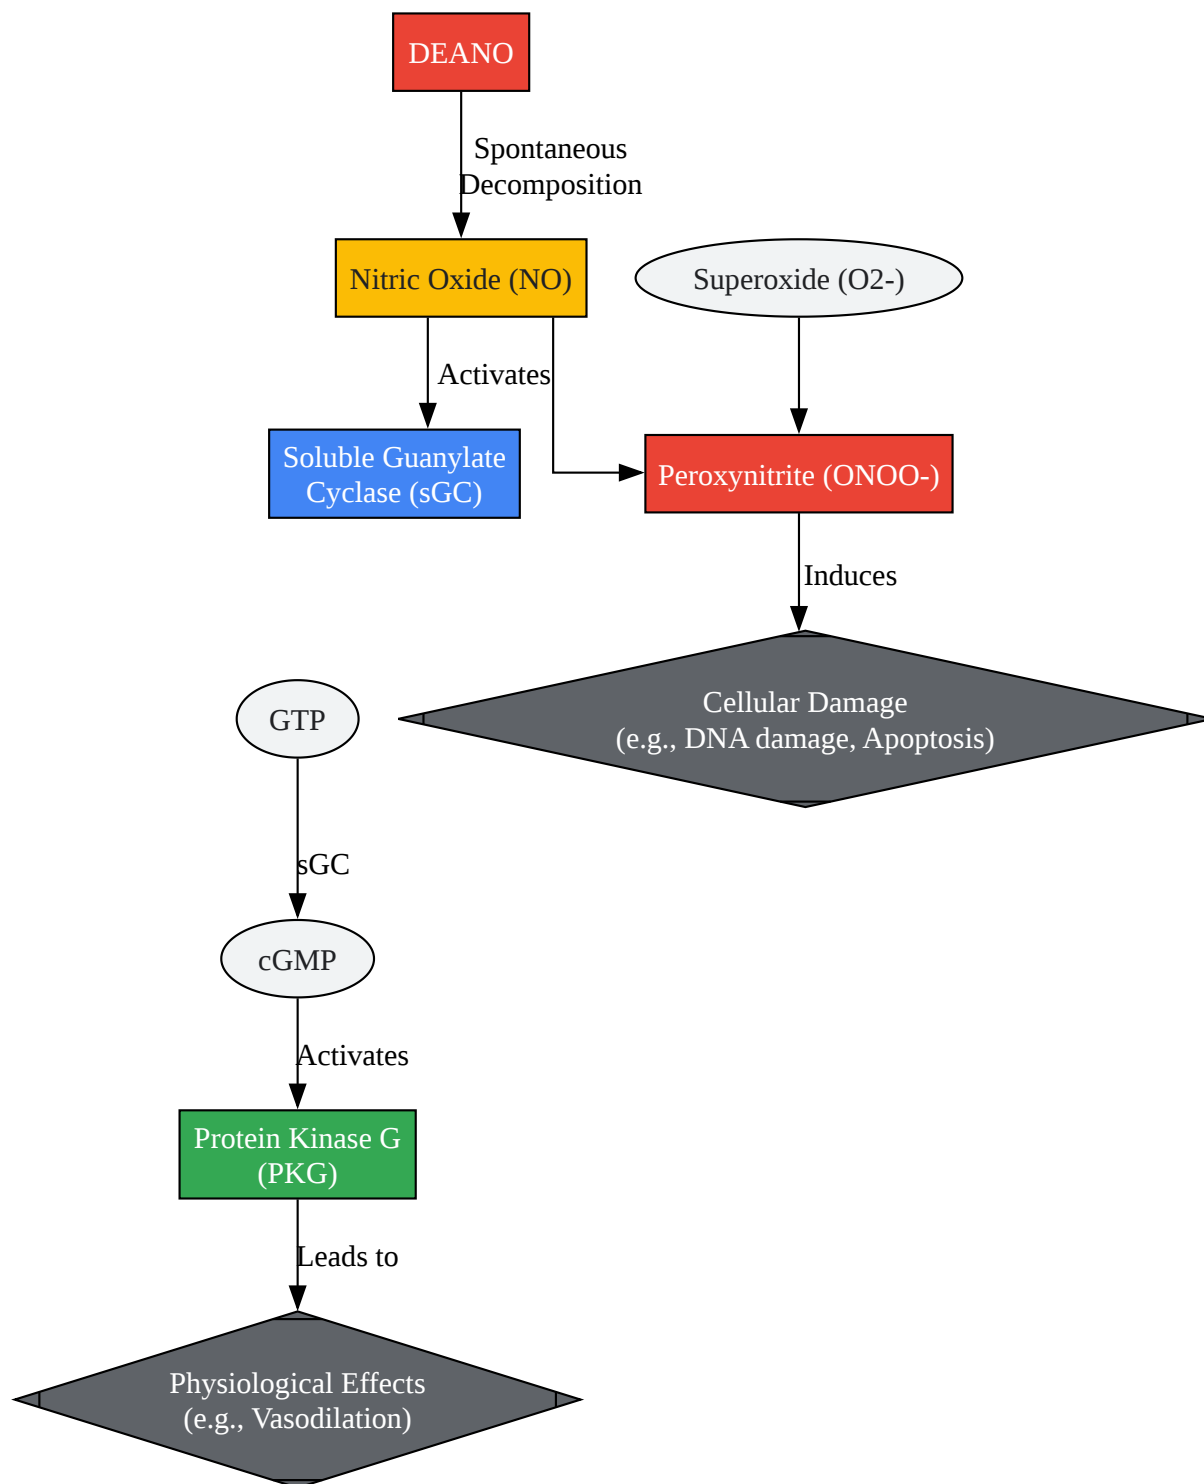 DEANO
Spontaneous
Decomposition
Nitric Oxide (NO)
Superoxide (O2-)
Activates
Soluble Guanylate
Cyclase (sGC)
Peroxynitrite (ONOO-)
Induces
Cellular Damage
(e.g., DNA damage, Apoptosis)
GTP
sGC
cGMP
Activates
Protein Kinase G
(PKG)
Leads to
Physiological Effects
(e.g., Vasodilation)